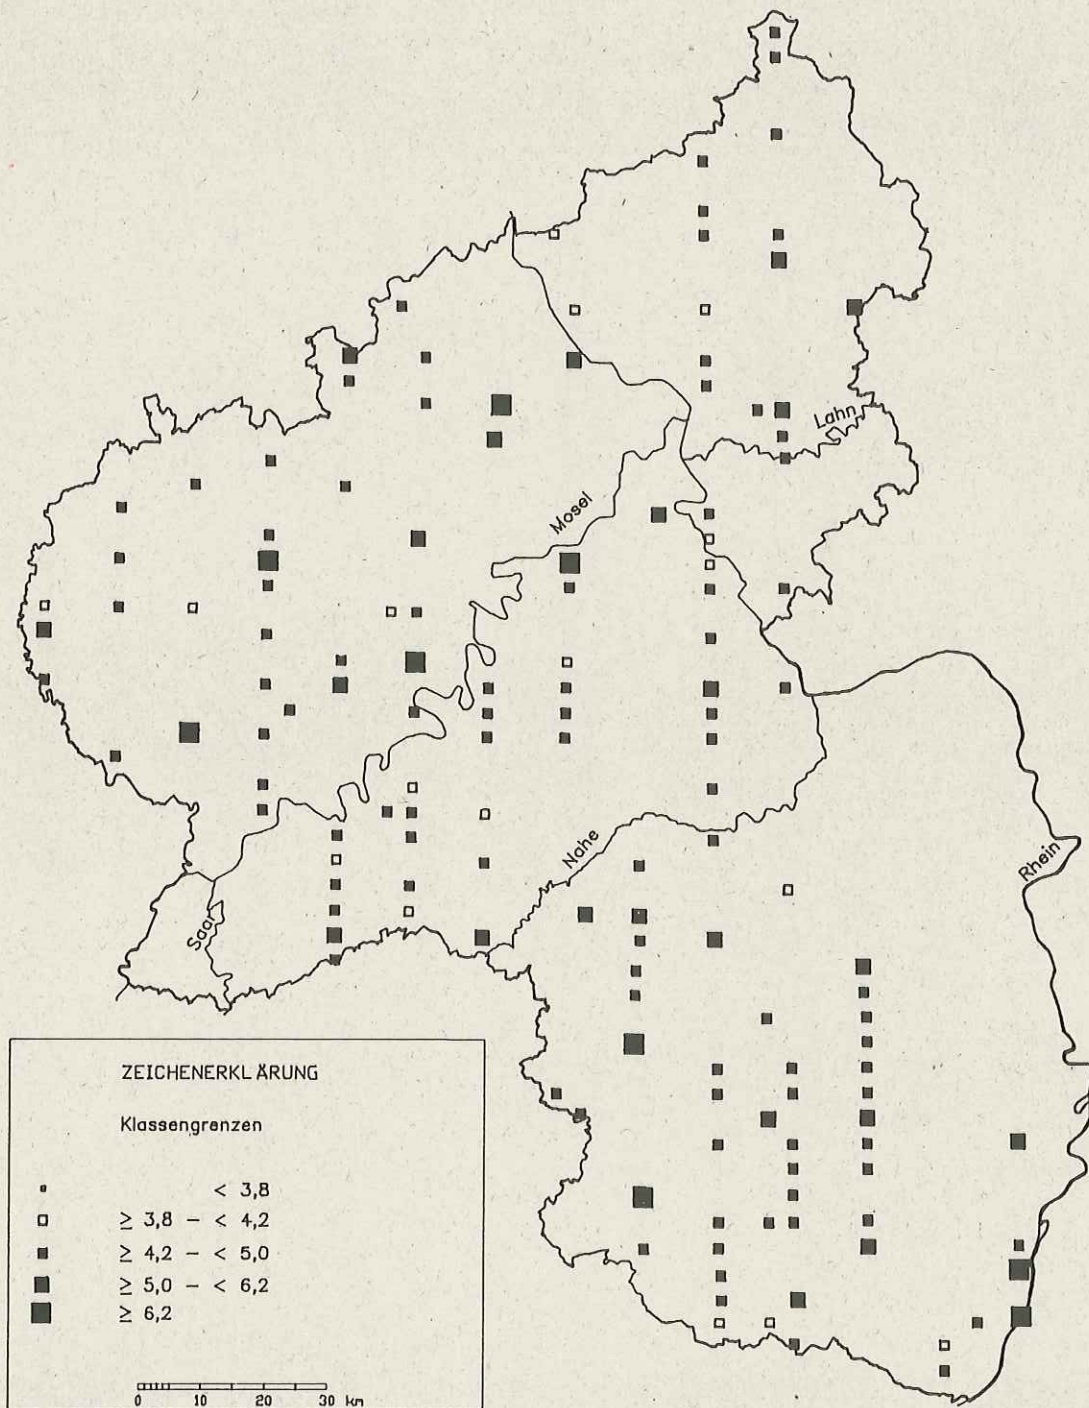 Lahn
Mosel
Nahe
Rhein
Saar
ZEICHENERKLÄRUNG
Klassengrenzen
< 3,8
≥ 3,8 – < 4,2
≥ 4,2 – < 5,0
≥ 5,0 – < 6,2
≥ 6,2
0 10 20 30 km